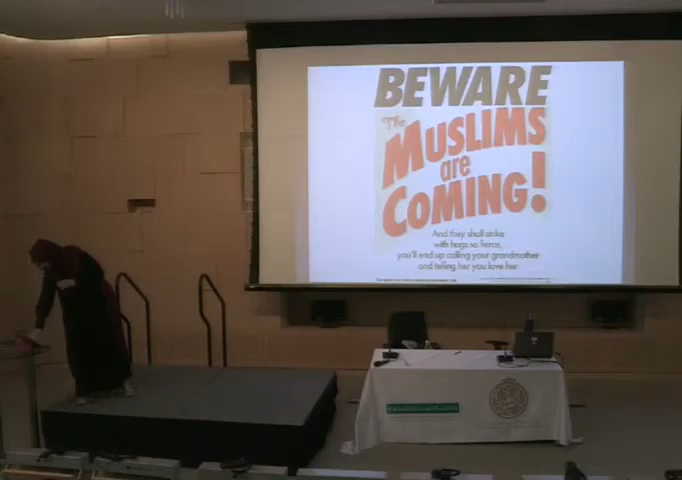 BEWARE
The
MUSLIMS
are
COMING!
And they shall strike
with hugs so fierce,
you'll end up calling your grandmother
and telling her you love her.